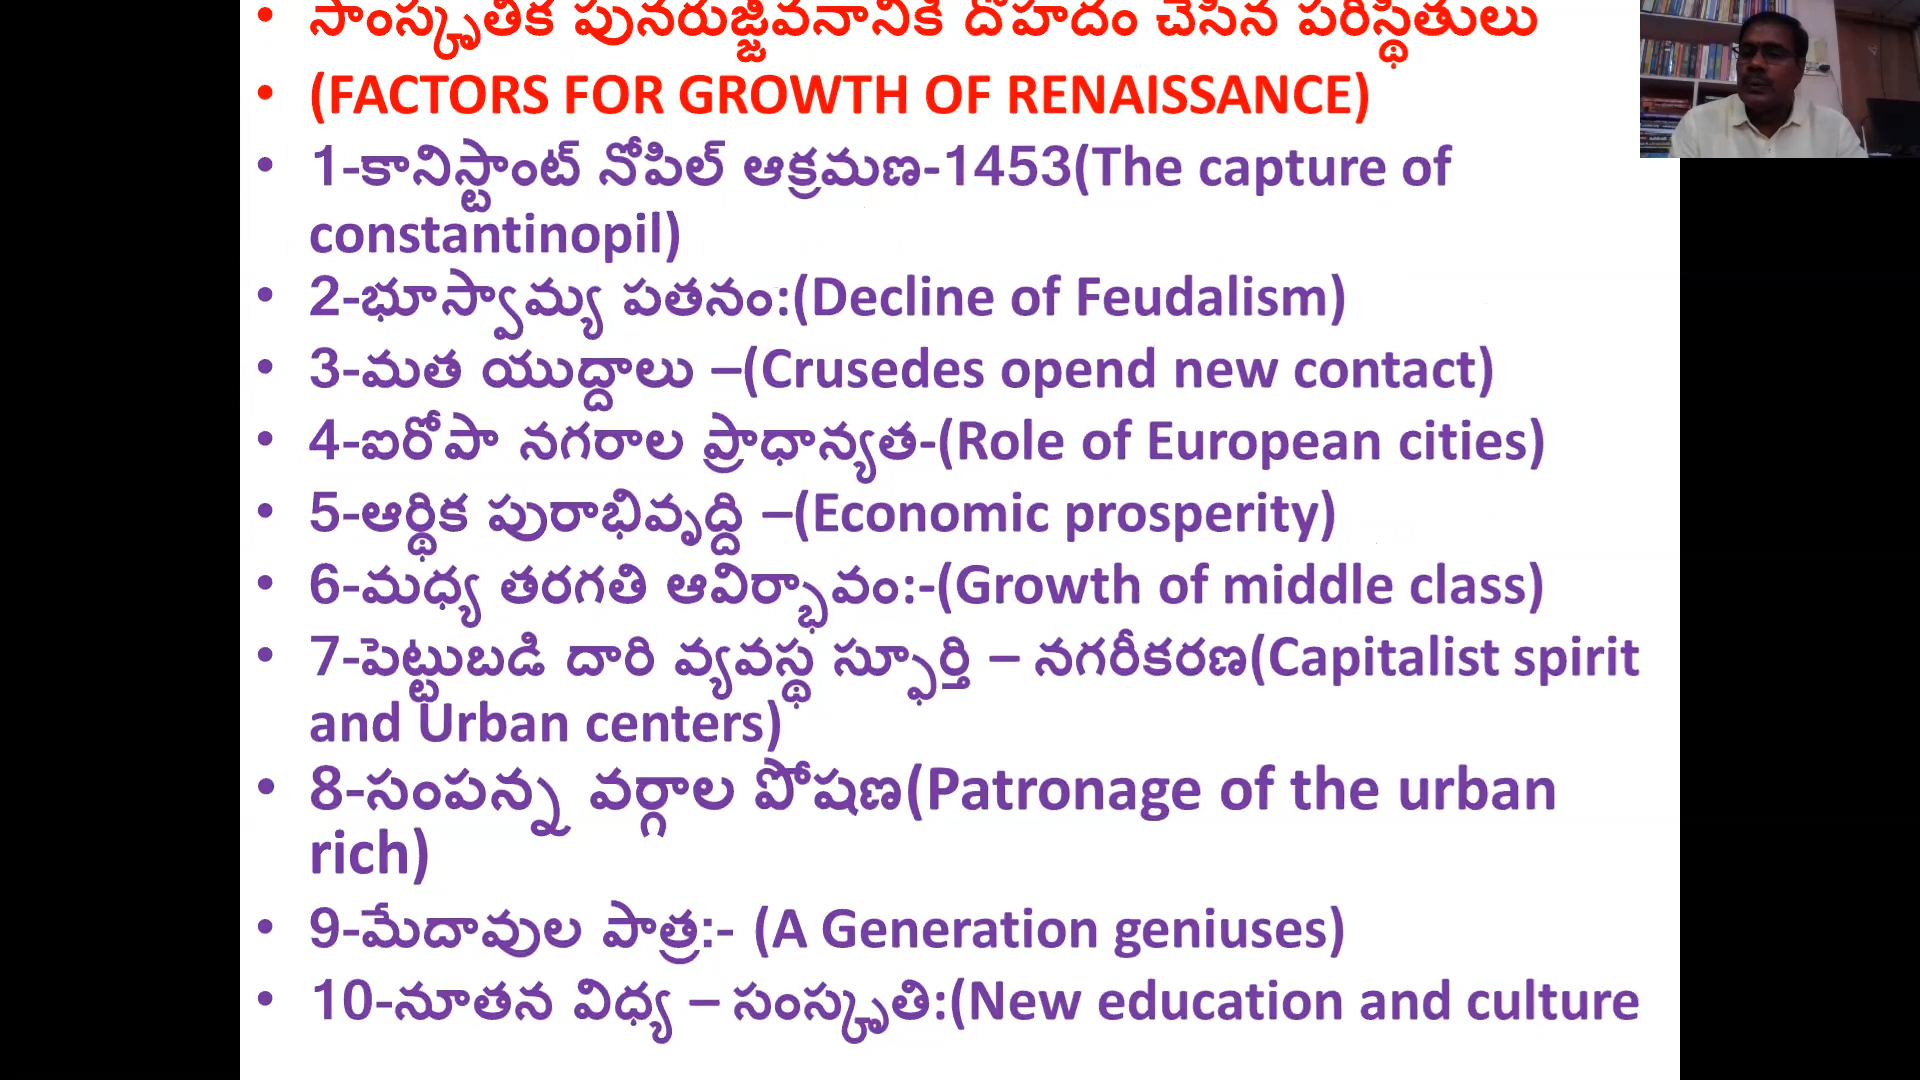 • సాంస్కృతిక పునరుజ్జీవనానికి దోహదం చేసిన పరిస్థితులు
• (FACTORS FOR GROWTH OF RENAISSANCE)
• 1-కానిస్టాంట్ నోపిల్ ఆక్రమణ-1453(The capture of
constantinopil)
• 2-భూస్వామ్య పతనం:(Decline of Feudalism)
• 3-మత యుద్దాలు –(Crusedes opend new contact)
• 4-ఐరోపా నగరాల ప్రాధాన్యత-(Role of European cities)
• 5-ఆర్థిక పురాభివృద్ది –(Economic prosperity)
• 6-మధ్య తరగతి ఆవిర్భావం:-(Growth of middle class)
• 7-పెట్టుబడి దారి వ్యవస్థ స్ఫూర్తి – నగరీకరణ(Capitalist spirit
and Urban centers)
• 8-సంపన్న వర్గాల పోషణ(Patronage of the urban
rich)
• 9-మేదావుల పాత్ర:- (A Generation geniuses)
• 10-నూతన విధ్య – సంస్కృతి:(New education and culture